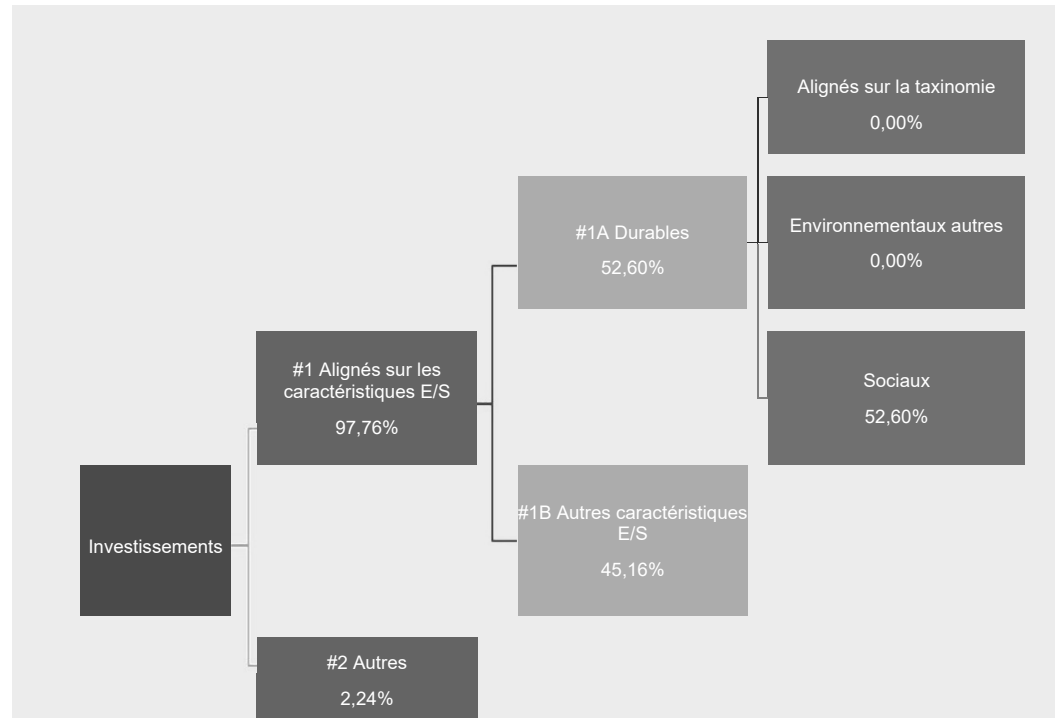 Alignés sur la taxinomie
0,00%
#1A Durables
52,60%
Environnementaux autres
0,00%
#1 Alignés sur les
caractéristiques E/S
97,76%
Sociaux
52,60%
Investissements
#1B Autres caractéristiques
E/S
45,16%
#2 Autres
2,24%